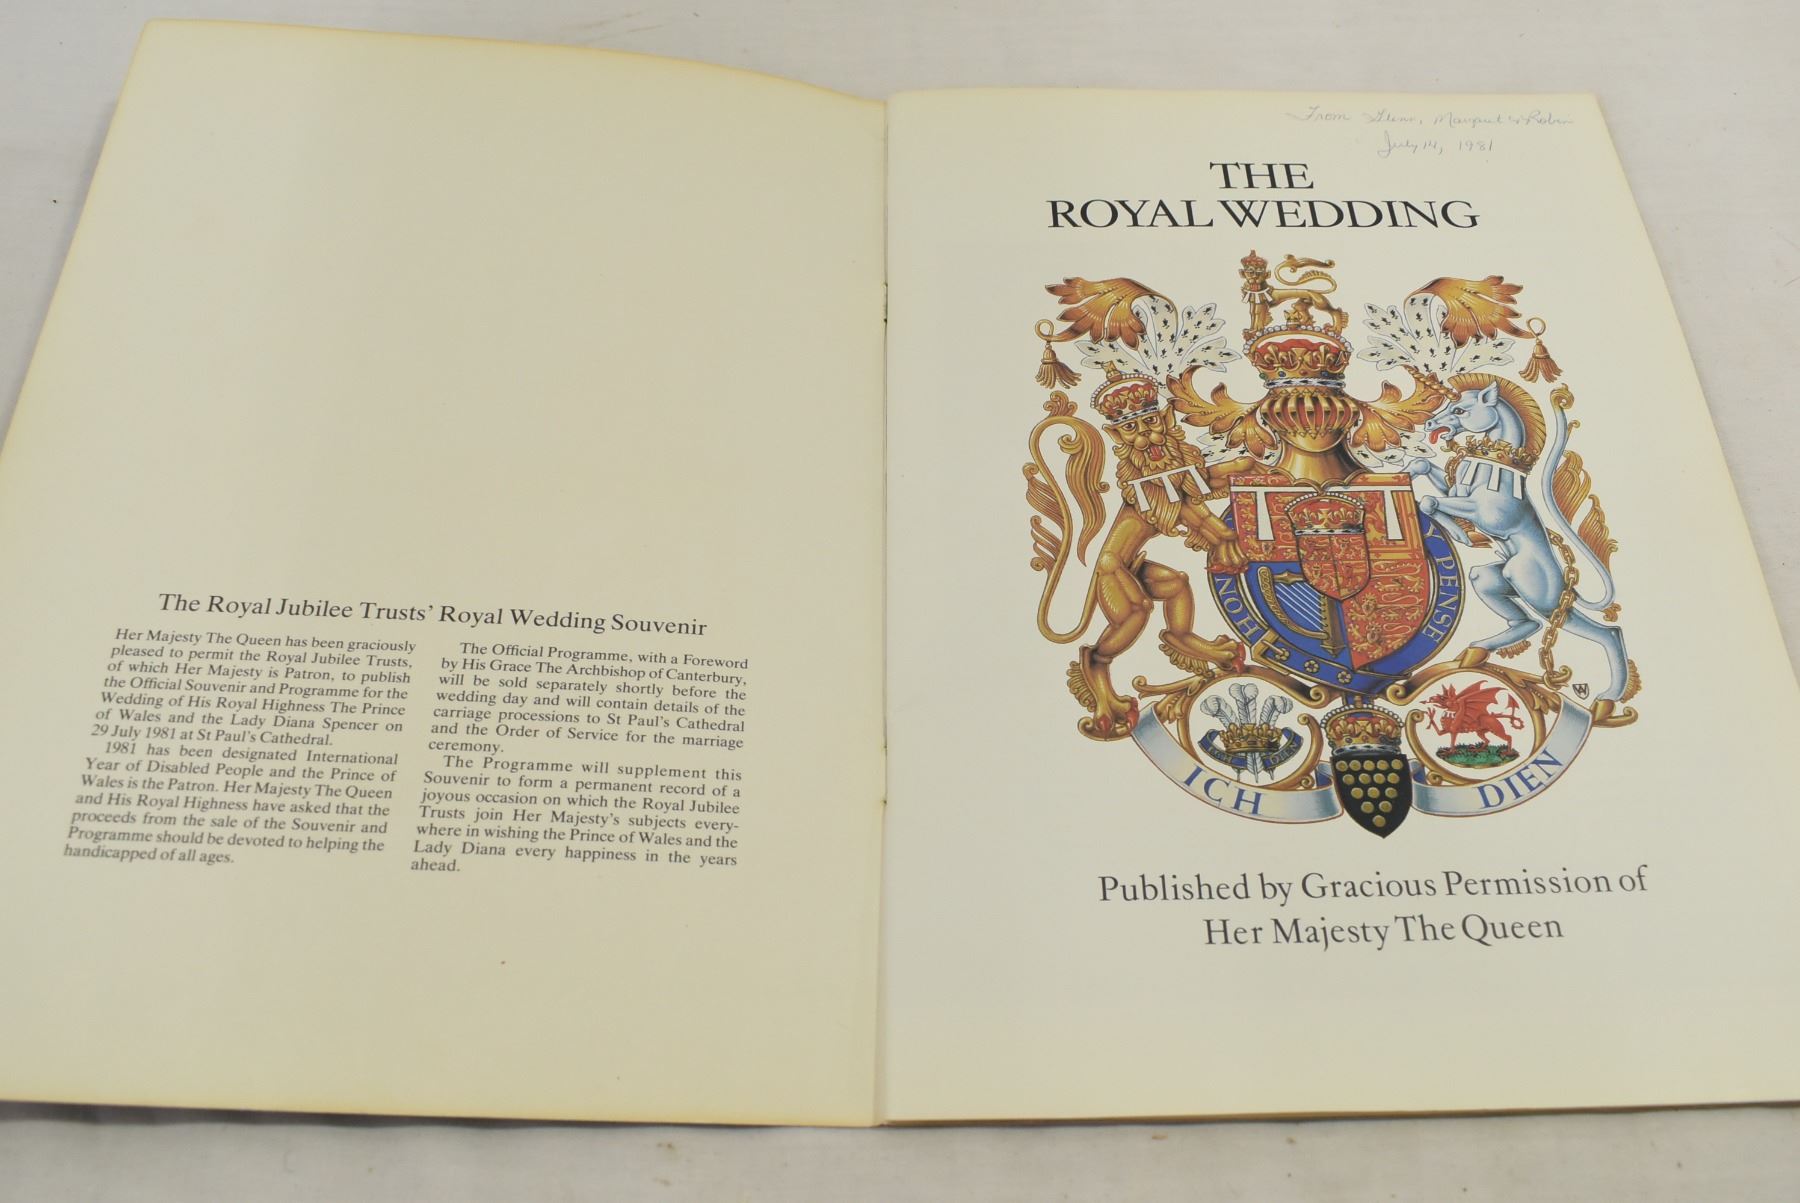 The Royal Jubilee Trusts' Royal Wedding Souvenir
Her Majesty The Queen has been graciously
pleased to permit the Royal Jubilee Trusts,
of which Her Majesty is Patron, to publish
the Official Souvenir and Programme for the
Wedding of His Royal Highness The Prince
of Wales and the Lady Diana Spencer on
29 July 1981 at St Paul's Cathedral.
1981 has been designated International
Year of Disabled People and the Prince of
Wales is the Patron. Her Majesty The Queen
and His Royal Highness have asked that the
proceeds from the sale of the Souvenir and
Programme should be devoted to helping the
handicapped of all ages.
The Official Programme, with a Foreword
by His Grace The Archbishop of Canterbury,
will be sold separately shortly before the
wedding day and will contain details of the
carriage processions to St Paul's Cathedral
and the Order of Service for the marriage
ceremony.
The Programme will supplement this
Souvenir to form a permanent record of a
joyous occasion on which the Royal Jubilee
Trusts join Her Majesty's subjects every-
where in wishing the Prince of Wales and the
Lady Diana every happiness in the years
ahead.
From Glenn, Margaret & Robin
July 14, 1981
THE
ROYAL WEDDING
HON Y PENSE
ICH DIEN
ICH DIEN
Published by Gracious Permission of
Her Majesty The Queen